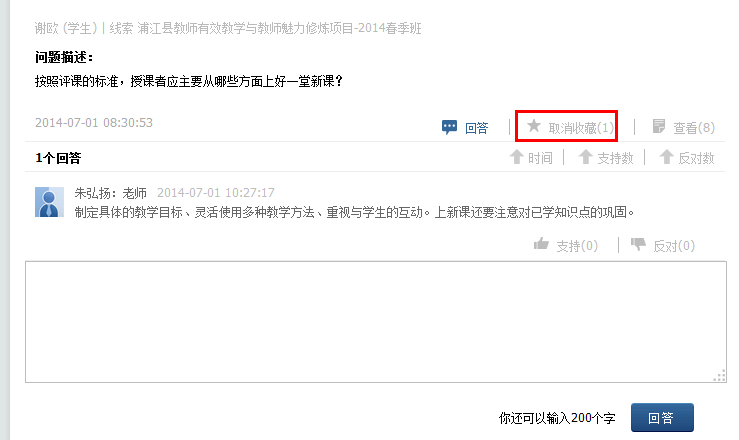 谢欧 (学生) | 线索 浦江县教师有效教学与教师魅力修炼项目-2014春季班
问题描述：
按照评课的标准，授课者应主要从哪些方面上好一堂新课？
2014-07-01 08:30:53 回答 | 取消收藏(1) | 查看(8)
1个回答 时间 | 支持数 | 反对数
朱弘扬：老师 2014-07-01 10:27:17
制定具体的教学目标、灵活使用多种教学方法、重视与学生的互动。上新课还要注意对已学知识点的巩固。
支持(0) | 反对(0)
你还可以输入200个字 回答